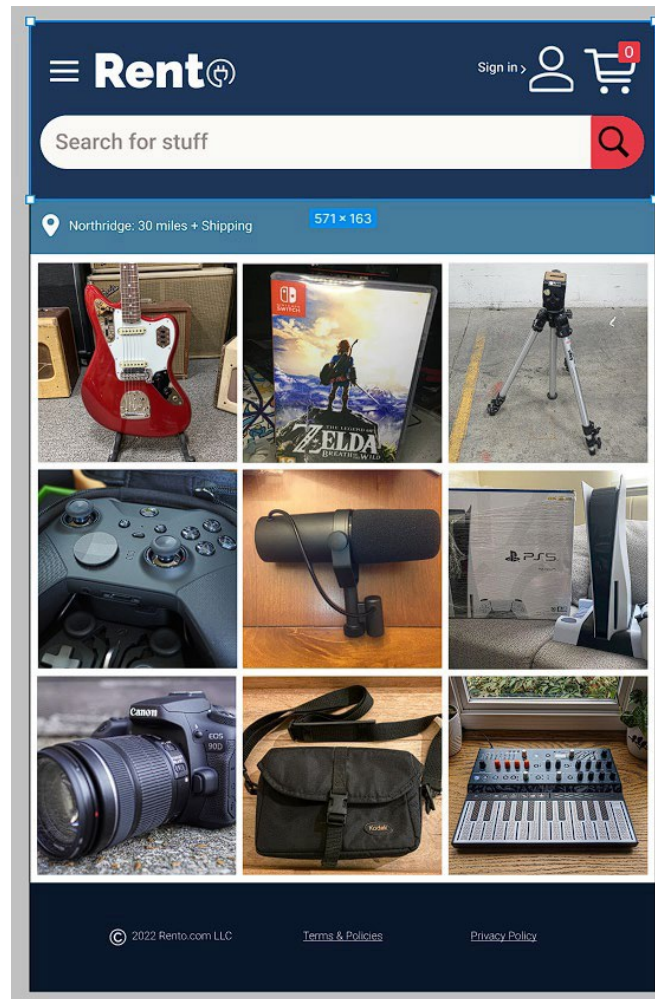 Rento
Sign in >
0
Search for stuff
Northridge: 30 miles + Shipping
571 × 163
NINTENDO
SWITCH
THE LEGEND OF
ZELDA
BREATH OF THE WILD
PS5
Canon
EOS
90D
Kodak
© 2022 Rento.com LLC
Terms & Policies
Privacy Policy